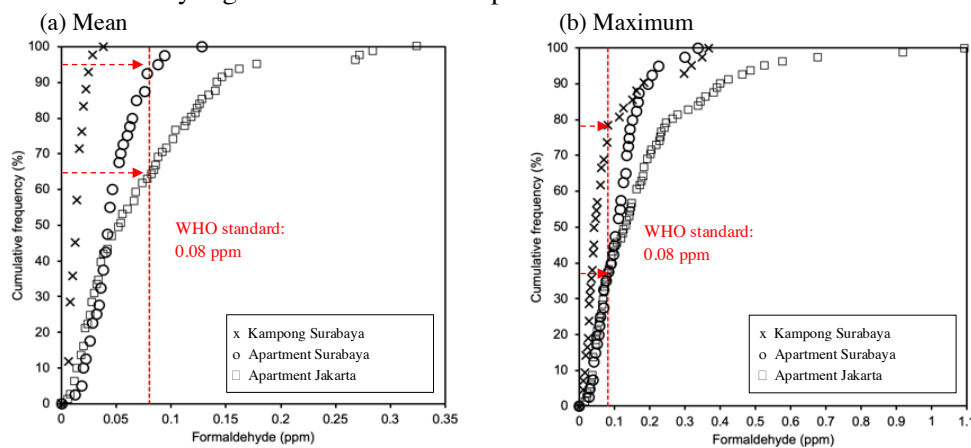 (a) Mean
100
90
80
70
60
50
40
30
20
10
0
Cumulative frequency (%)
WHO standard:
0.08 ppm
x Kampong Surabaya
o Apartment Surabaya
□ Apartment Jakarta
0 0.05 0.1 0.15 0.2 0.25 0.3 0.35
Formaldehyde (ppm)
(b) Maximum
100
90
80
70
60
50
40
30
20
10
0
Cumulative frequency (%)
WHO standard:
0.08 ppm
x Kampong Surabaya
o Apartment Surabaya
□ Apartment Jakarta
0 0.1 0.2 0.3 0.4 0.5 0.6 0.7 0.8 0.9 1
Formaldehyde (ppm)